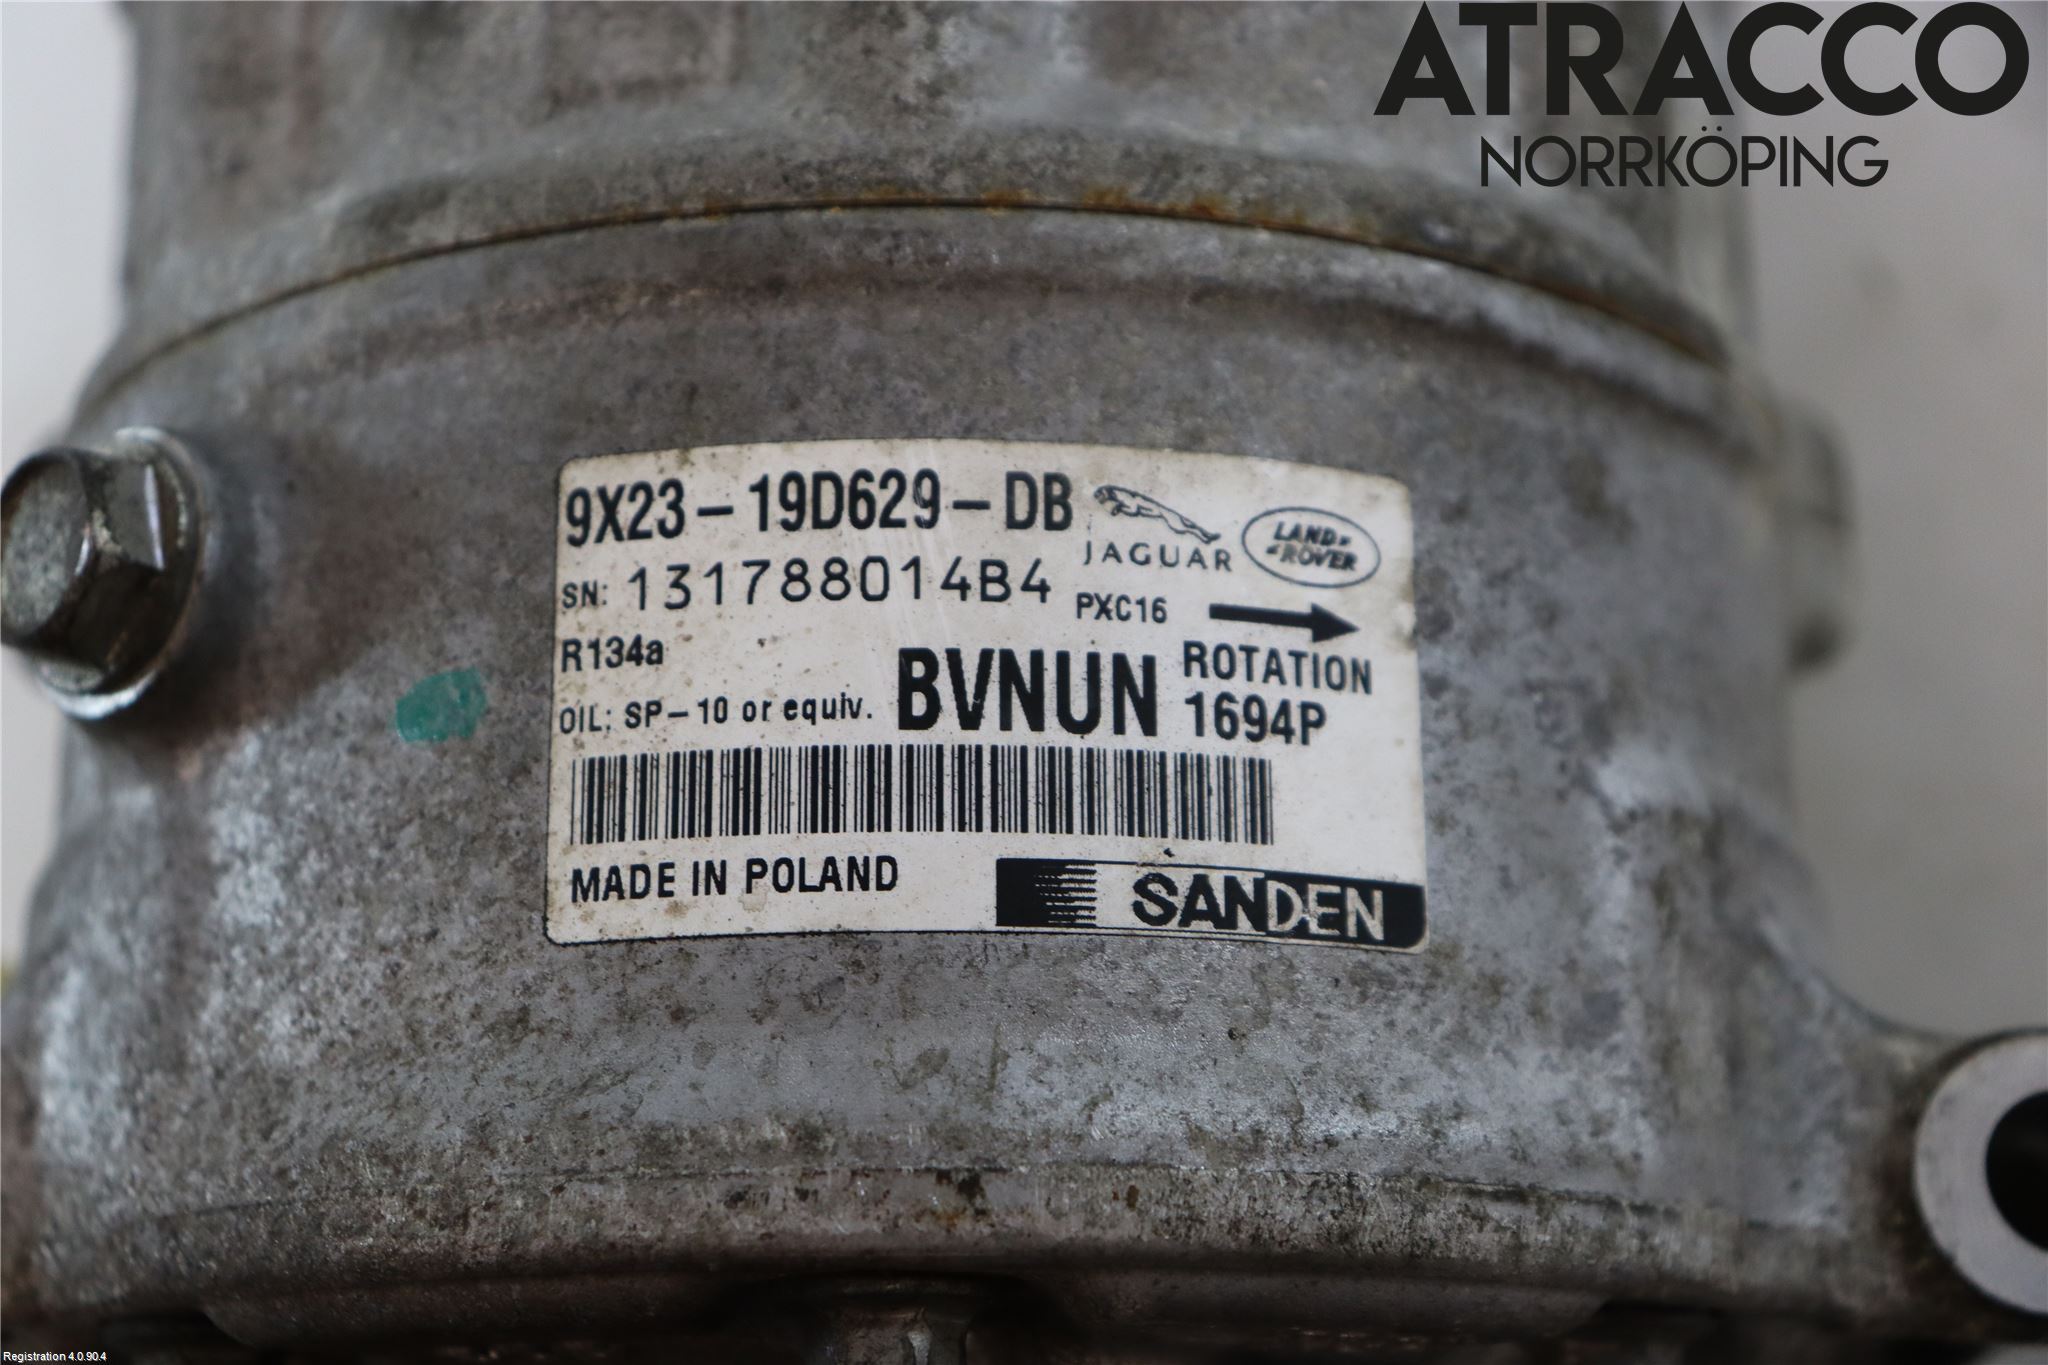 ATRACCO
NORRKÖPING
9X23-19D629-DB
JAGUAR
LAND-
ROVER
SN: 131788014B4
PXC16
R134a
ROTATION
OIL: SP-10 or equiv.
BVNUN
1694P
MADE IN POLAND
SANDEN
Registration 4.0.90.4